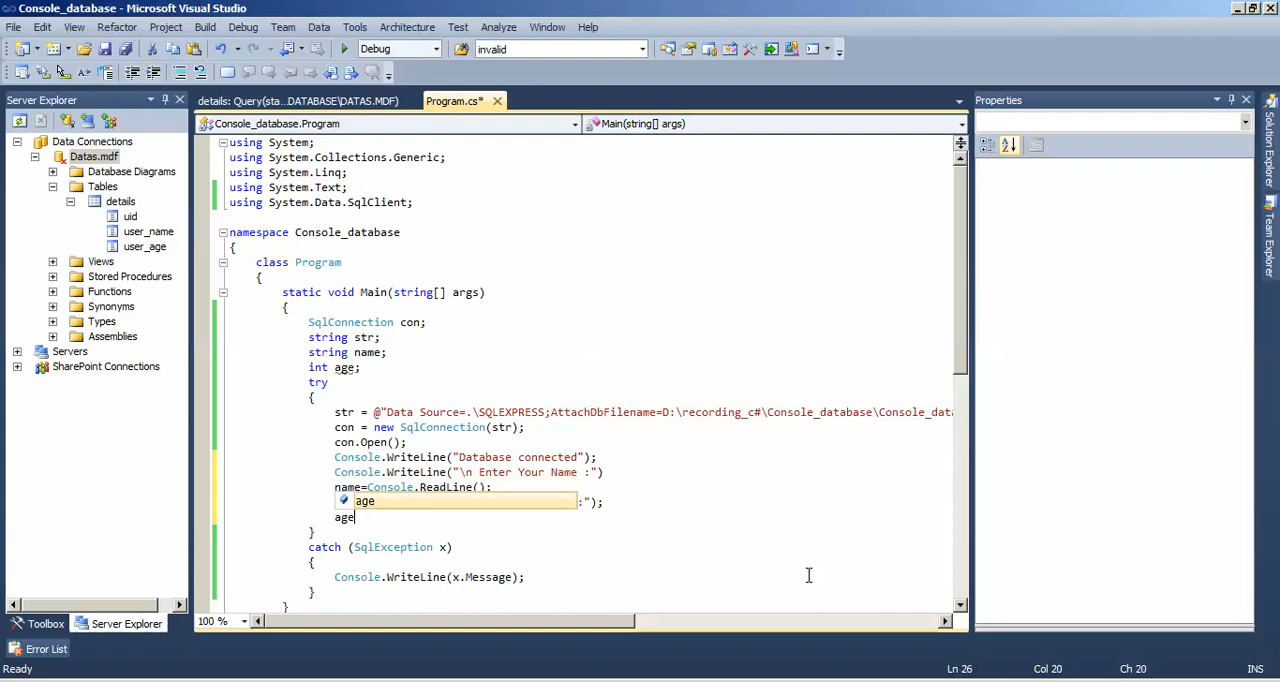 Console_database - Microsoft Visual Studio
File Edit View Refactor Project Build Debug Team Data Tools Architecture Test Analyze Window Help
Debug invalid
Server Explorer
Data Connections
Datas.mdf
Database Diagrams
Tables
details
uid
user_name
user_age
Views
Stored Procedures
Functions
Synonyms
Types
Assemblies
Servers
SharePoint Connections
Toolbox Server Explorer
details: Query(sta...DATABASE\DATAS.MDF) Program.cs*
Console_database.Program Main(string[] args)
using System;
using System.Collections.Generic;
using System.Linq;
using System.Text;
using System.Data.SqlClient;
namespace Console_database
{
class Program
{
static void Main(string[] args)
{
SqlConnection con;
string str;
string name;
int age;
try
{
str = @"Data Source=.\SQLEXPRESS;AttachDbFilename=D:\recording_c#\Console_database\Console_data
con = new SqlConnection(str);
con.Open();
Console.WriteLine("Database connected");
Console.WriteLine("\n Enter Your Name :")
name=Console.ReadLine();
age :");
age
}
catch (SqlException x)
{
Console.WriteLine(x.Message);
}
}
100 %
Properties
Solution Explorer
Team Explorer
Error List
Ready Ln 26 Col 20 Ch 20 INS